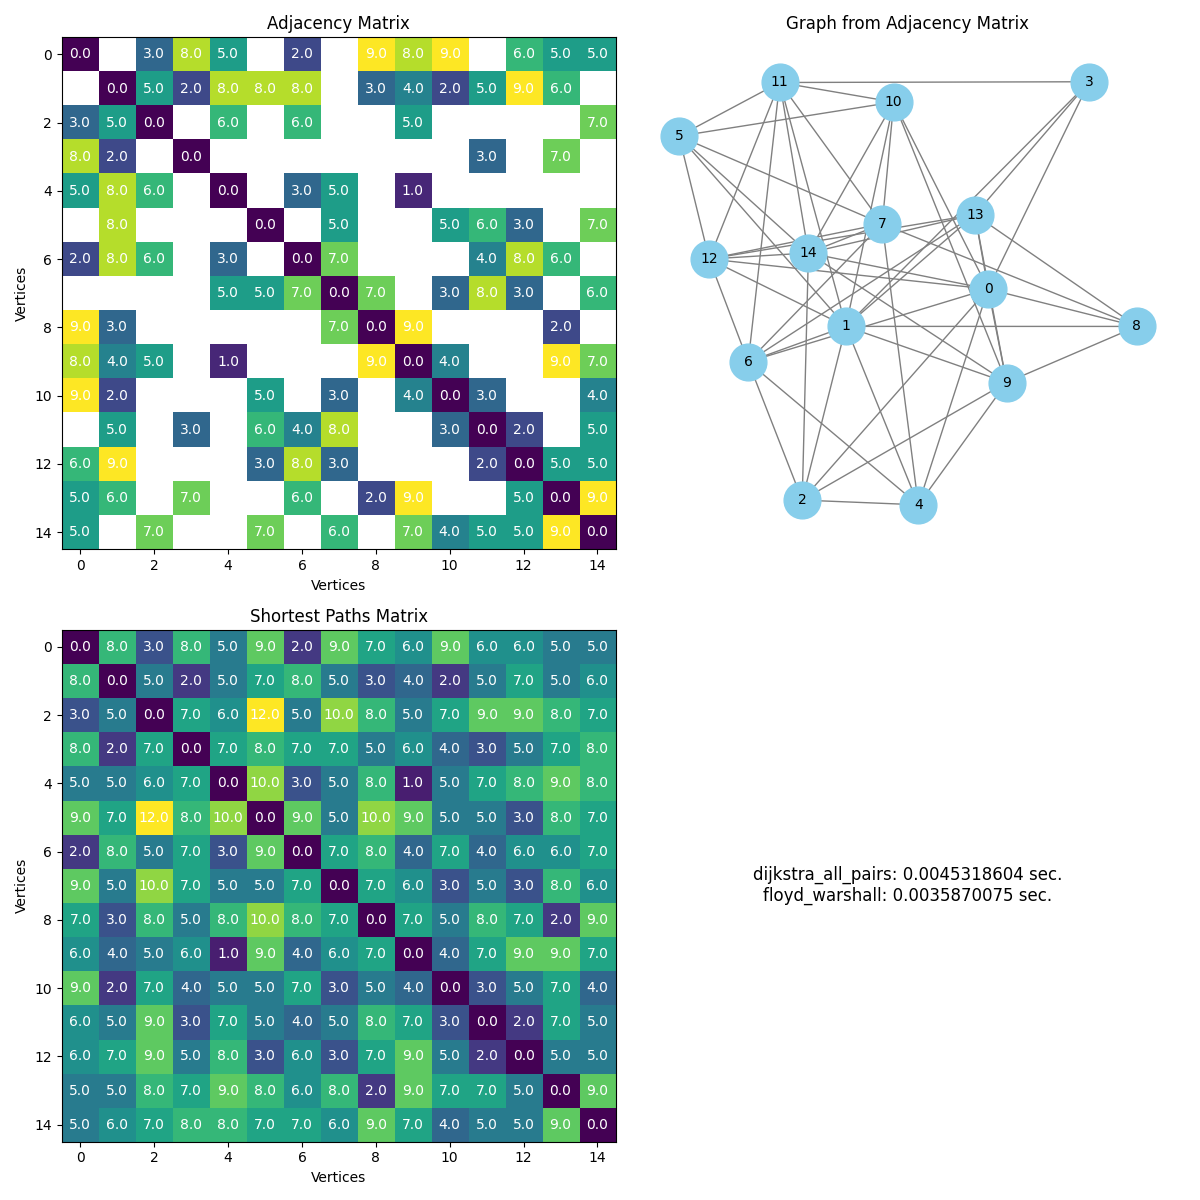 Adjacency Matrix
0 0.0 3.0 8.0 5.0 2.0 9.0 8.0 9.0 6.0 5.0 5.0
0.0 5.0 2.0 8.0 8.0 8.0 3.0 4.0 2.0 5.0 9.0 6.0
2 3.0 5.0 0.0 6.0 6.0 5.0 7.0
8.0 2.0 0.0 3.0 7.0
4 5.0 8.0 6.0 0.0 3.0 5.0 1.0
8.0 0.0 5.0 5.0 6.0 3.0 7.0
6 2.0 8.0 6.0 3.0 0.0 7.0 4.0 8.0 6.0
5.0 5.0 7.0 0.0 7.0 3.0 8.0 3.0 6.0
8 9.0 3.0 7.0 0.0 9.0 2.0
8.0 4.0 5.0 1.0 9.0 0.0 4.0 9.0 7.0
10 9.0 2.0 5.0 3.0 4.0 0.0 3.0 4.0
5.0 3.0 6.0 4.0 8.0 3.0 0.0 2.0 5.0
12 6.0 9.0 3.0 8.0 3.0 2.0 0.0 5.0 5.0
5.0 6.0 7.0 6.0 2.0 9.0 5.0 0.0 9.0
14 5.0 7.0 7.0 6.0 7.0 4.0 5.0 5.0 9.0 0.0
0 2 4 6 8 10 12 14
Vertices
Vertices
Graph from Adjacency Matrix
11
3
10
5
13
7
14
12
0
1
8
6
9
2
4
Shortest Paths Matrix
0 0.0 8.0 3.0 8.0 5.0 9.0 2.0 9.0 7.0 6.0 9.0 6.0 6.0 5.0 5.0
8.0 0.0 5.0 2.0 5.0 7.0 8.0 5.0 3.0 4.0 2.0 5.0 7.0 5.0 6.0
2 3.0 5.0 0.0 7.0 6.0 12.0 5.0 10.0 8.0 5.0 7.0 9.0 9.0 8.0 7.0
8.0 2.0 7.0 0.0 7.0 8.0 7.0 7.0 5.0 6.0 4.0 3.0 5.0 7.0 8.0
4 5.0 5.0 6.0 7.0 0.0 10.0 3.0 5.0 8.0 1.0 5.0 7.0 8.0 9.0 8.0
9.0 7.0 12.0 8.0 10.0 0.0 9.0 5.0 10.0 9.0 5.0 5.0 3.0 8.0 7.0
6 2.0 8.0 5.0 7.0 3.0 9.0 0.0 7.0 8.0 4.0 7.0 4.0 6.0 6.0 7.0
9.0 5.0 10.0 7.0 5.0 5.0 7.0 0.0 7.0 6.0 3.0 5.0 3.0 8.0 6.0
8 7.0 3.0 8.0 5.0 8.0 10.0 8.0 7.0 0.0 7.0 5.0 8.0 7.0 2.0 9.0
6.0 4.0 5.0 6.0 1.0 9.0 4.0 6.0 7.0 0.0 4.0 7.0 9.0 9.0 7.0
10 9.0 2.0 7.0 4.0 5.0 5.0 7.0 3.0 5.0 4.0 0.0 3.0 5.0 7.0 4.0
6.0 5.0 9.0 3.0 7.0 5.0 4.0 5.0 8.0 7.0 3.0 0.0 2.0 7.0 5.0
12 6.0 7.0 9.0 5.0 8.0 3.0 6.0 3.0 7.0 9.0 5.0 2.0 0.0 5.0 5.0
5.0 5.0 8.0 7.0 9.0 8.0 6.0 8.0 2.0 9.0 7.0 7.0 5.0 0.0 9.0
14 5.0 6.0 7.0 8.0 8.0 7.0 7.0 6.0 9.0 7.0 4.0 5.0 5.0 9.0 0.0
0 2 4 6 8 10 12 14
Vertices
Vertices
dijkstra_all_pairs: 0.0045318604 sec.
floyd_warshall: 0.0035870075 sec.